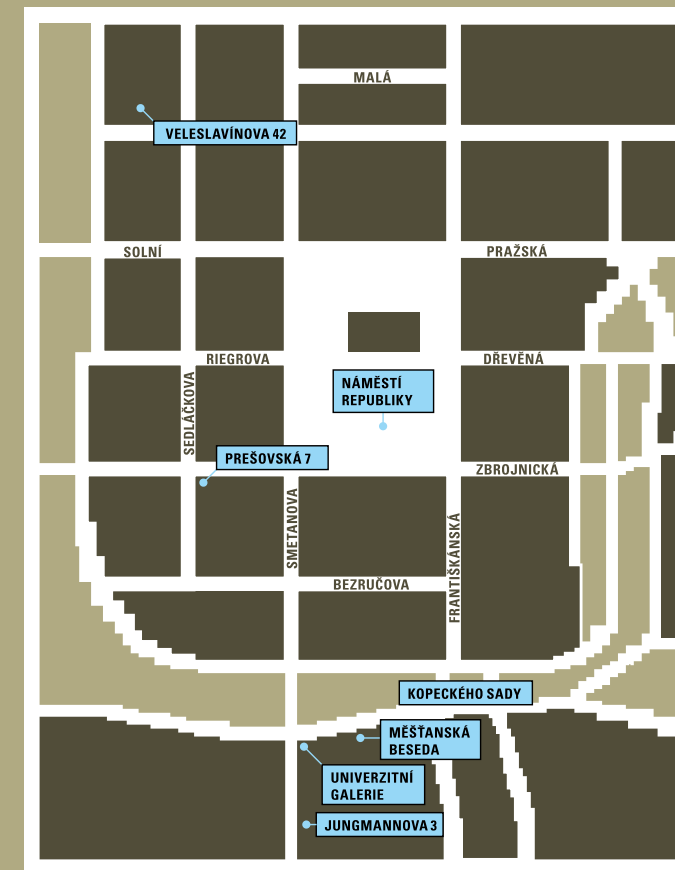 MALÁ
VELESLAVÍNOVA 42
SOLNÍ
PRAŽSKÁ
RIEGROVA
DŘEVĚNÁ
SEDLÁČKOVA
NÁMĚSTÍ
REPUBLIKY
PREŠOVSKÁ 7
ZBROJNICKÁ
SMETANOVA
FRANTIŠKÁNSKÁ
BEZRUČOVA
KOPECKÉHO SADY
MĚŠŤANSKÁ
BESEDA
UNIVERZITNÍ
GALERIE
JUNGMANNOVA 3